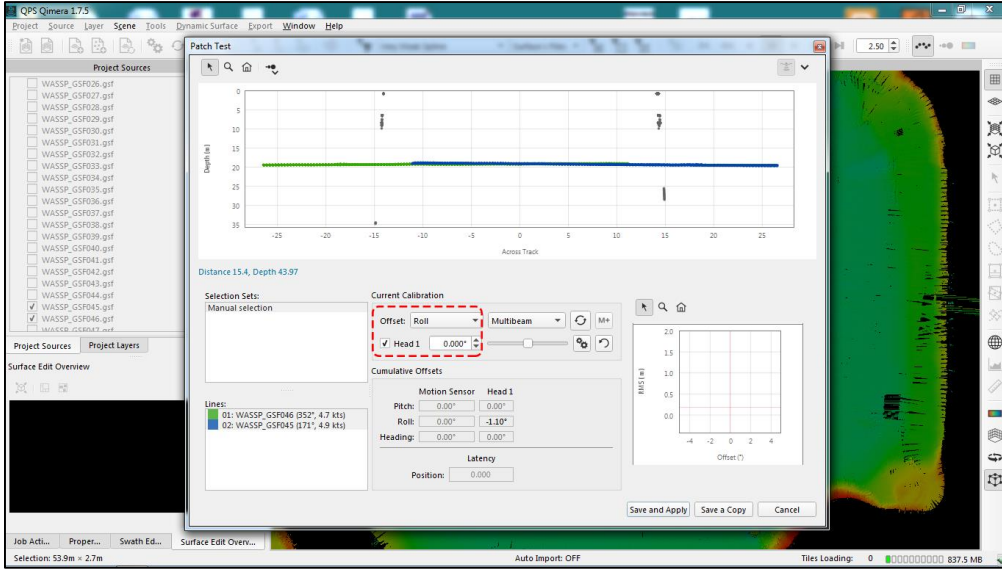 QPS Qimera 1.7.5
Project Source Layer Scene Tools Dynamic Surface Export Window Help
Patch Test
2.50
Project Sources
WASSP_GSF026.gsf
WASSP_GSF027.gsf
WASSP_GSF028.gsf
WASSP_GSF029.gsf
WASSP_GSF030.gsf
WASSP_GSF031.gsf
WASSP_GSF032.gsf
WASSP_GSF033.gsf
WASSP_GSF034.gsf
WASSP_GSF035.gsf
WASSP_GSF036.gsf
WASSP_GSF037.gsf
WASSP_GSF038.gsf
WASSP_GSF039.gsf
WASSP_GSF040.gsf
WASSP_GSF041.gsf
WASSP_GSF042.gsf
WASSP_GSF043.gsf
WASSP_GSF044.gsf
WASSP_GSF045.gsf
WASSP_GSF046.gsf
WASSP_GSF047.gsf
Project Sources Project Layers
Surface Edit Overview
0
5
10
15
20
25
30
35
Depth [m]
-25 -20 -15 -10 -5 0 5 10 15 20 25
Across Track
Distance 15.4, Depth 43.97
Selection Sets:
Manual selection
Lines:
01: WASSP_GSF046 (352°, 4.7 kts)
02: WASSP_GSF045 (171°, 4.9 kts)
Current Calibration
Offset: Roll Multibeam M+
Head 1 0.000°
Cumulative Offsets
Motion Sensor Head 1
Pitch: 0.00° 0.00°
Roll: 0.00° -1.10°
Heading: 0.00° 0.00°
Latency
Position: 0.000
2.0
1.5
1.0
0.5
0.0
RMS [m]
-4 -2 0 2 4
Offset (°)
Save and Apply Save a Copy Cancel
Job Acti... Proper... Swath Ed... Surface Edit Overv...
Selection: 53.9m × 2.7m Auto Import: OFF Tiles Loading: 0 837.5 MB